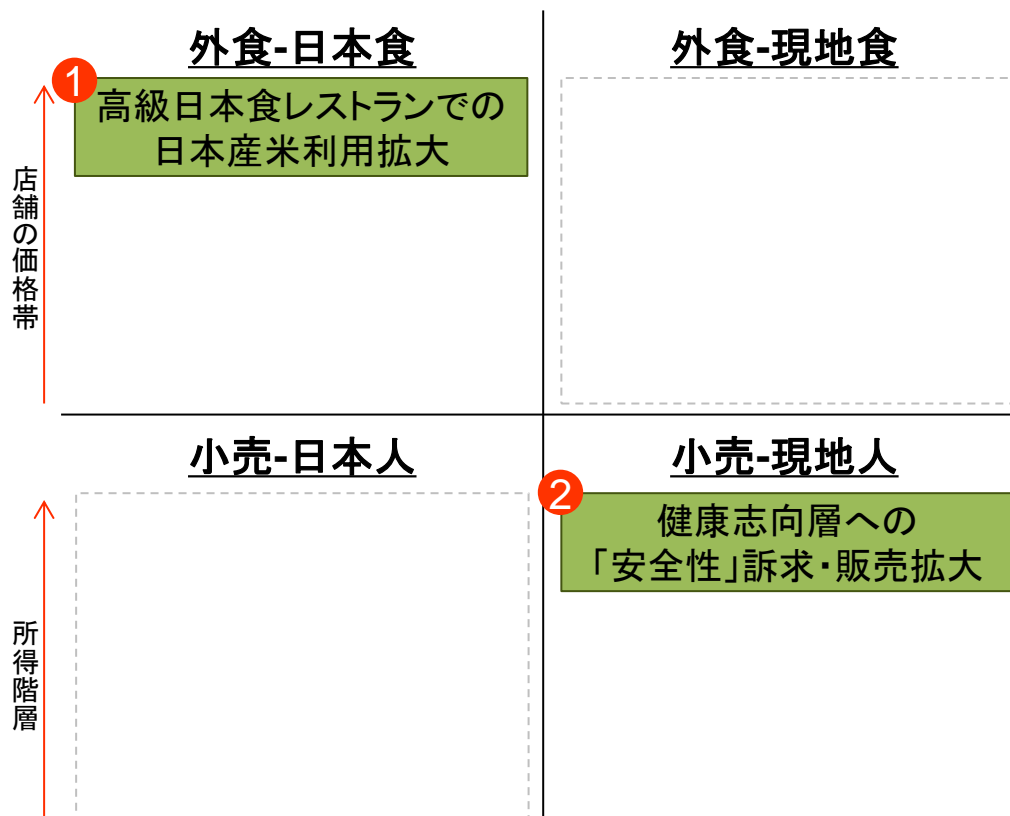 外食-日本食
外食-現地食
1
高級日本食レストランでの
日本産米利用拡大
店舗の価格帯
小売-日本人
小売-現地人
2
健康志向層への
「安全性」訴求・販売拡大
所得階層